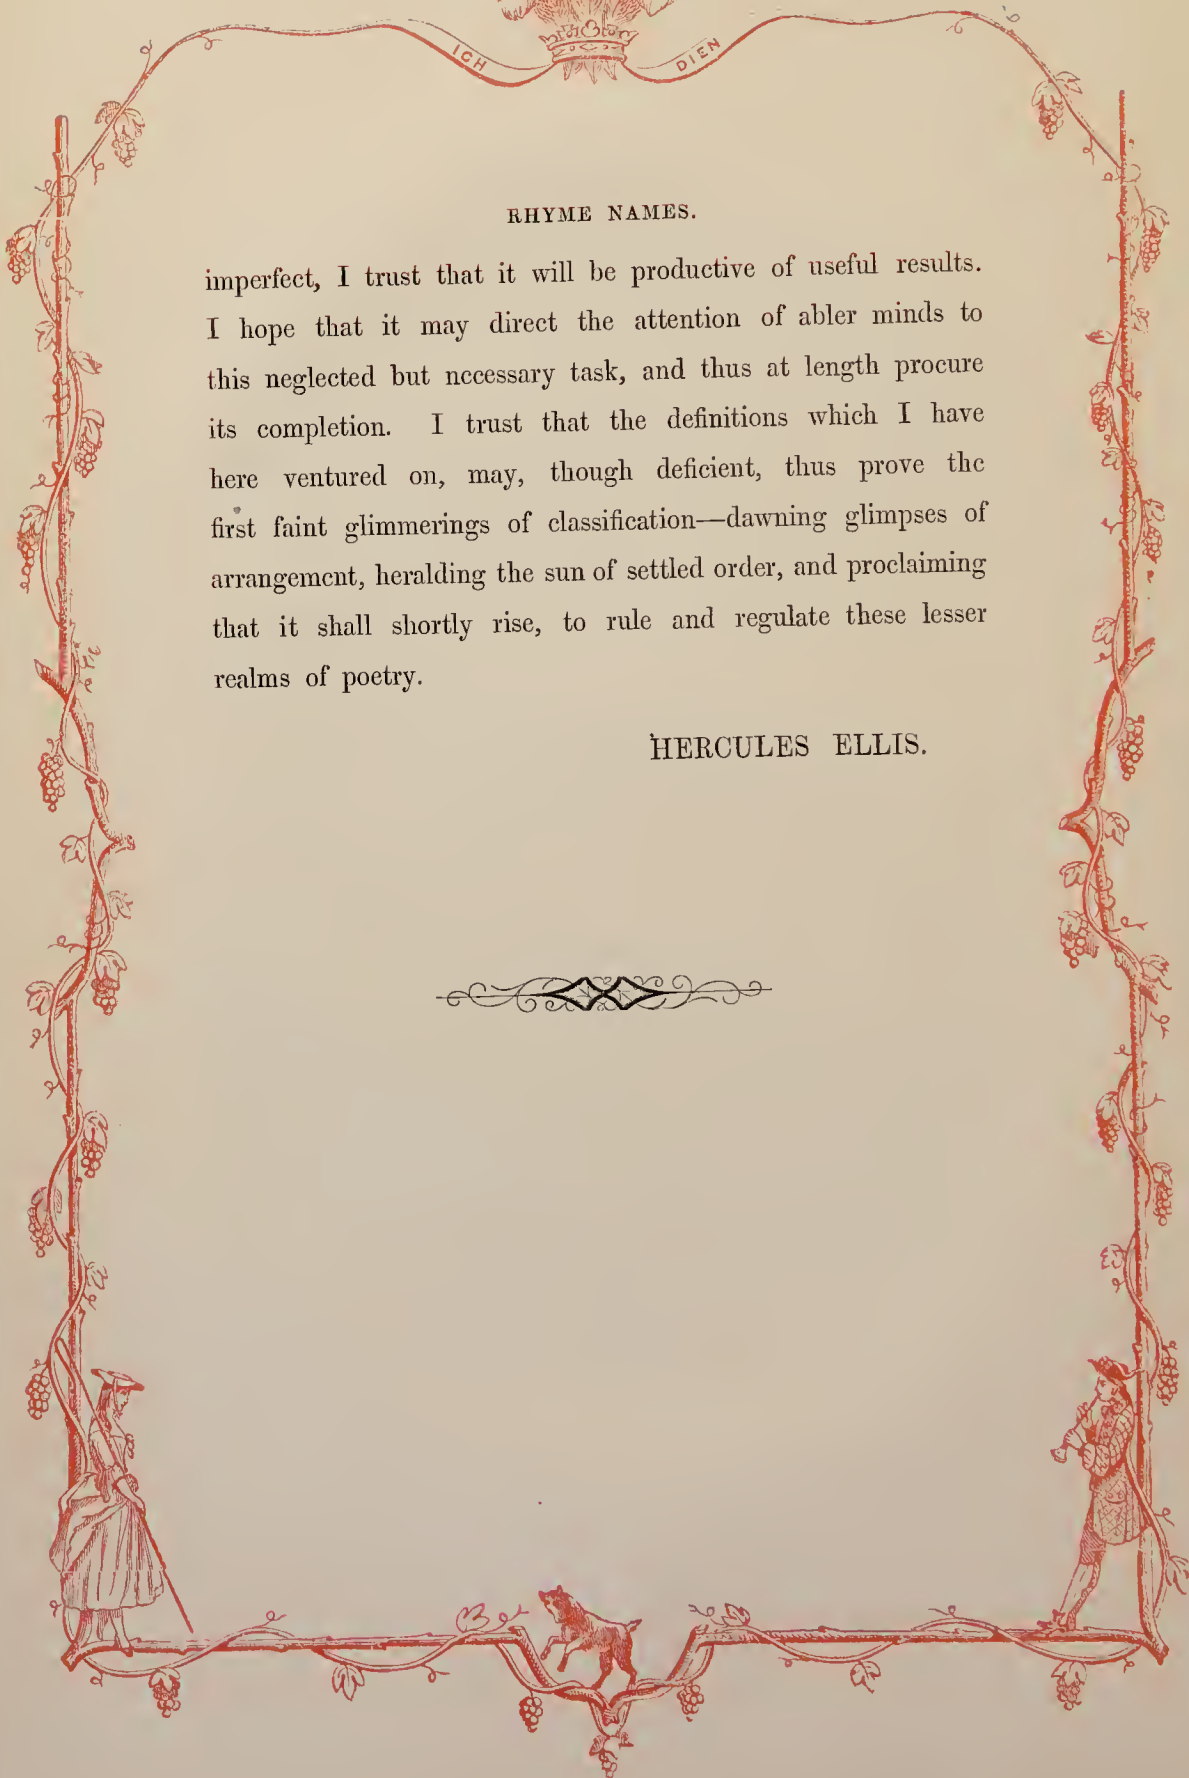 ICH DIEN
RHYME NAMES.
imperfect, I trust that it will be productive of useful results.
I hope that it may direct the attention of abler minds to
this neglected but necessary task, and thus at length procure
its completion. I trust that the definitions which I have
here ventured on, may, though deficient, thus prove the
first faint glimmerings of classification—dawning glimpses of
arrangement, heralding the sun of settled order, and proclaiming
that it shall shortly rise, to rule and regulate these lesser
realms of poetry.
HERCULES ELLIS.